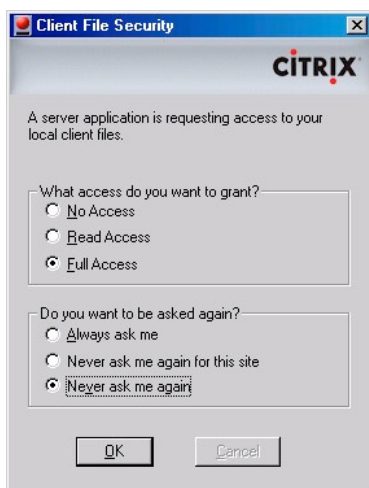 Client File Security
CITRIX
A server application is requesting access to your
local client files.
What access do you want to grant?
No Access
Read Access
Full Access
Do you want to be asked again?
Always ask me
Never ask me again for this site
Never ask me again
OK
Cancel